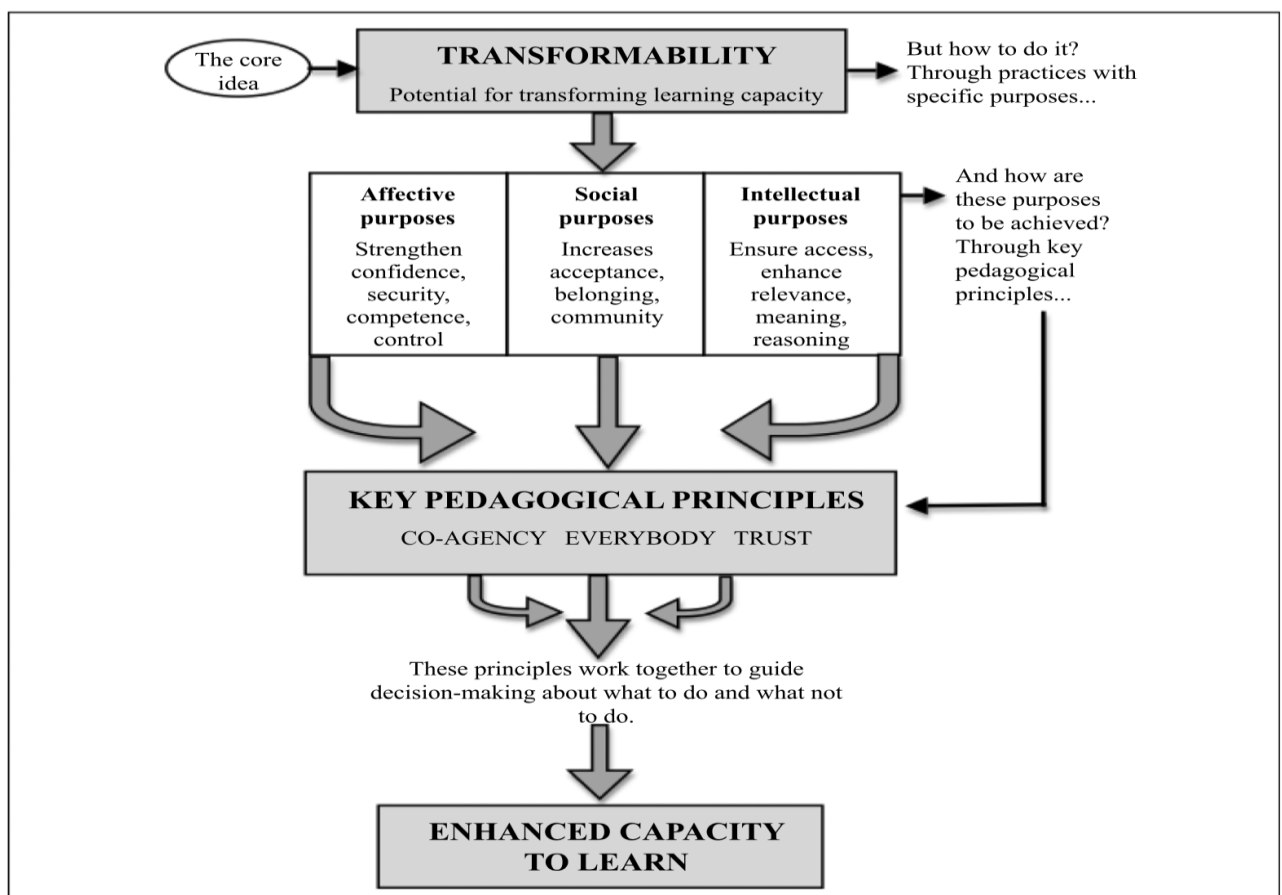 The core
idea
TRANSFORMABILITY
Potential for transforming learning capacity
But how to do it?
Through practices with
specific purposes...
Affective
purposes
Strengthen
confidence,
security,
competence,
control
Social
purposes
Increases
acceptance,
belonging,
community
Intellectual
purposes
Ensure access,
enhance
relevance,
meaning,
reasoning
And how are
these purposes
to be achieved?
Through key
pedagogical
principles...
KEY PEDAGOGICAL PRINCIPLES
CO-AGENCY EVERYBODY TRUST
These principles work together to guide
decision-making about what to do and what not
to do.
ENHANCED CAPACITY
TO LEARN